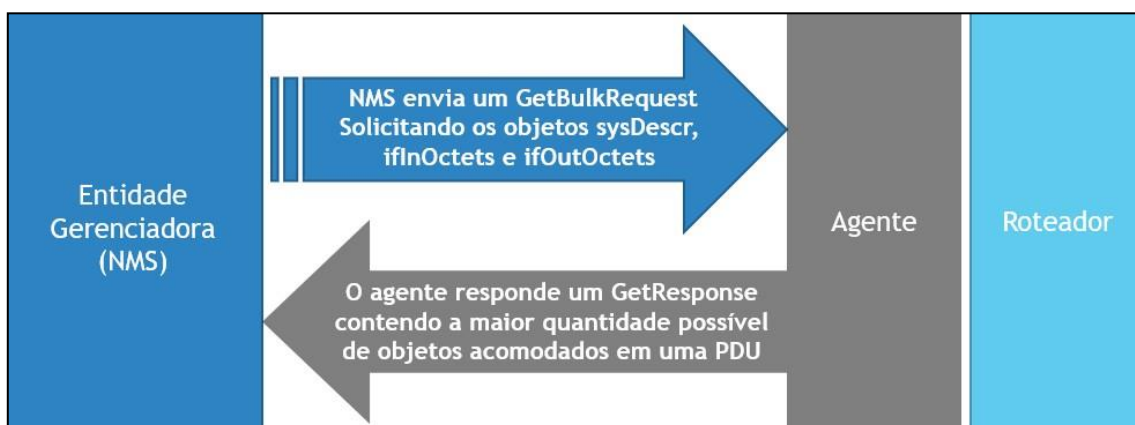 NMS envia um GetBulkRequest
Solicitando os objetos sysDescr,
ifInOctets e ifOutOctets
Entidade
Gerenciadora
(NMS)
Agente
Roteador
O agente responde um GetResponse
contendo a maior quantidade possível
de objetos acomodados em uma PDU